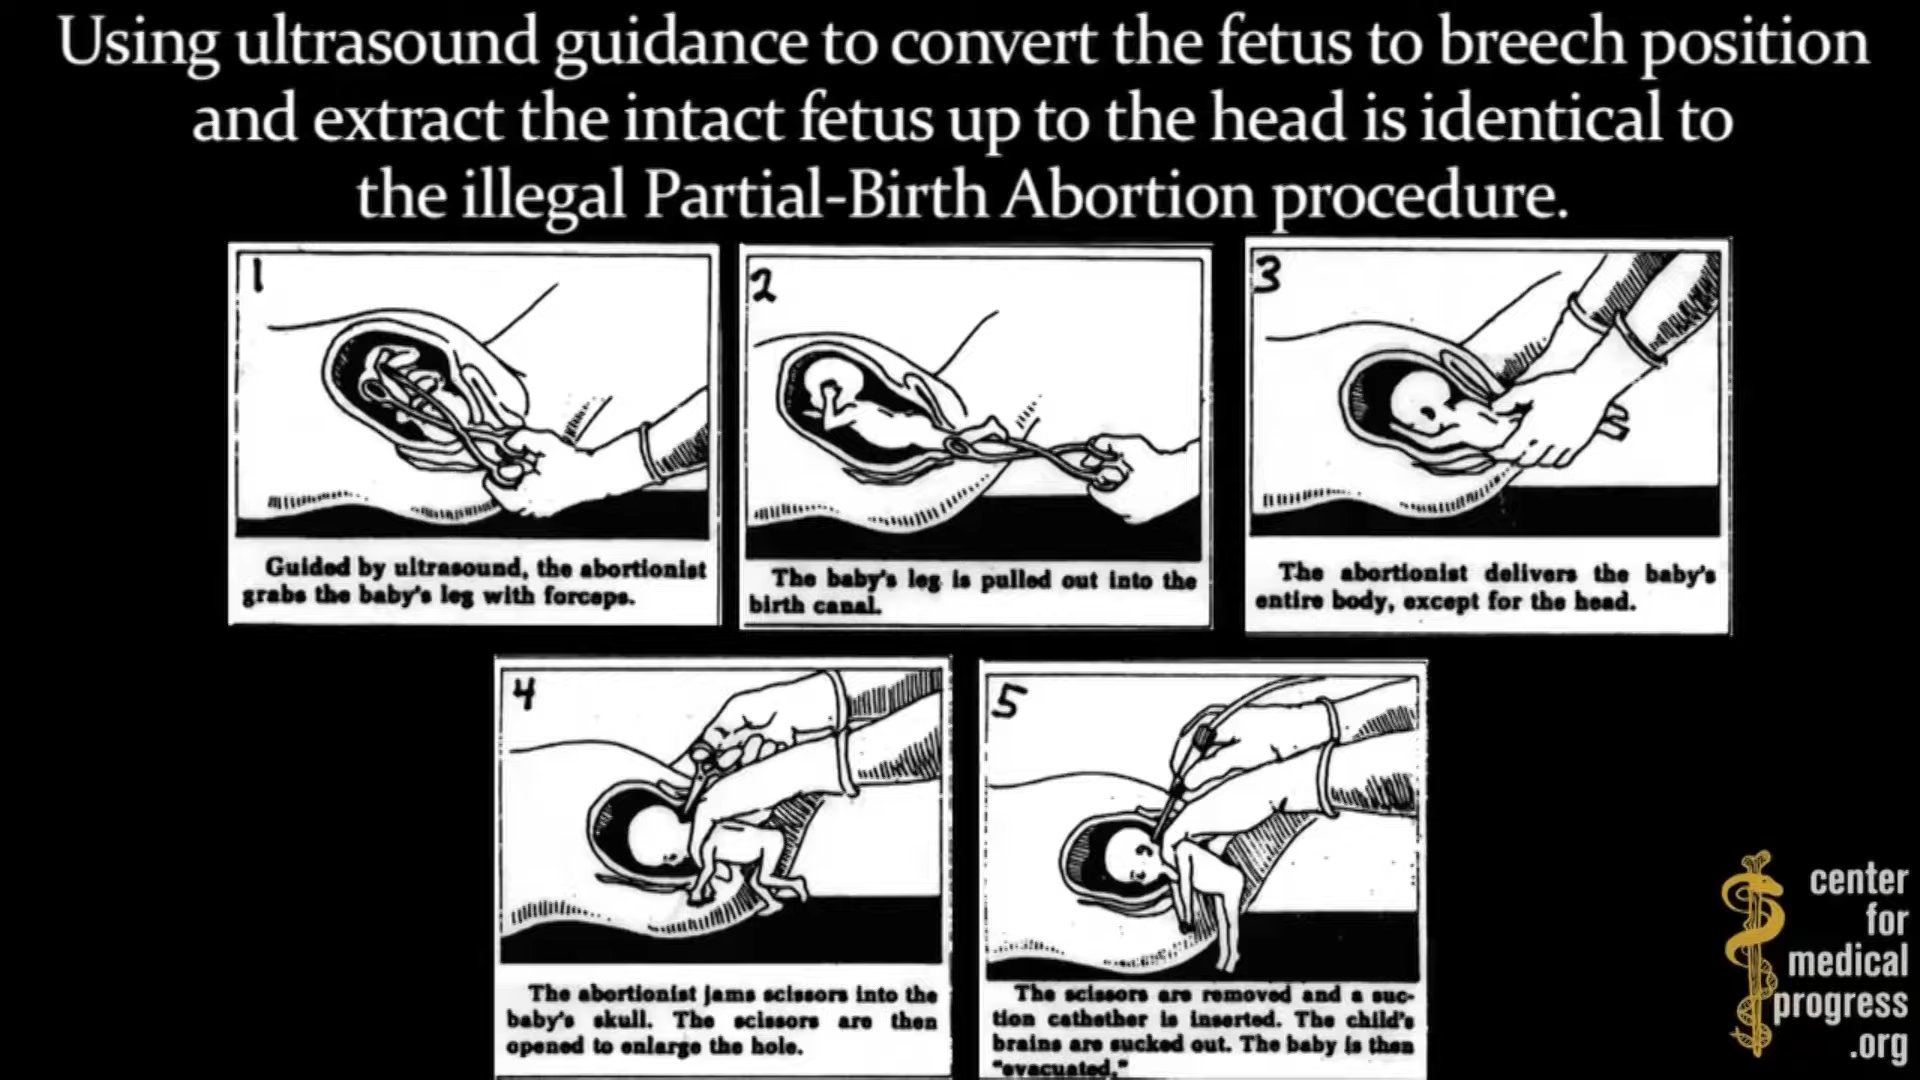 Using ultrasound guidance to convert the fetus to breech position
and extract the intact fetus up to the head is identical to
the illegal Partial-Birth Abortion procedure.
1
Guided by ultrasound, the abortionist
grabs the baby's leg with forceps.
2
The baby's leg is pulled out into the
birth canal.
3
The abortionist delivers the baby's
entire body, except for the head.
4
The abortionist jams scissors into the
baby's skull. The scissors are then
opened to enlarge the hole.
5
The scissors are removed and a suc-
tion cathether is inserted. The child's
brains are sucked out. The baby is then
"evacuated."
center
for
medical
progress
.org